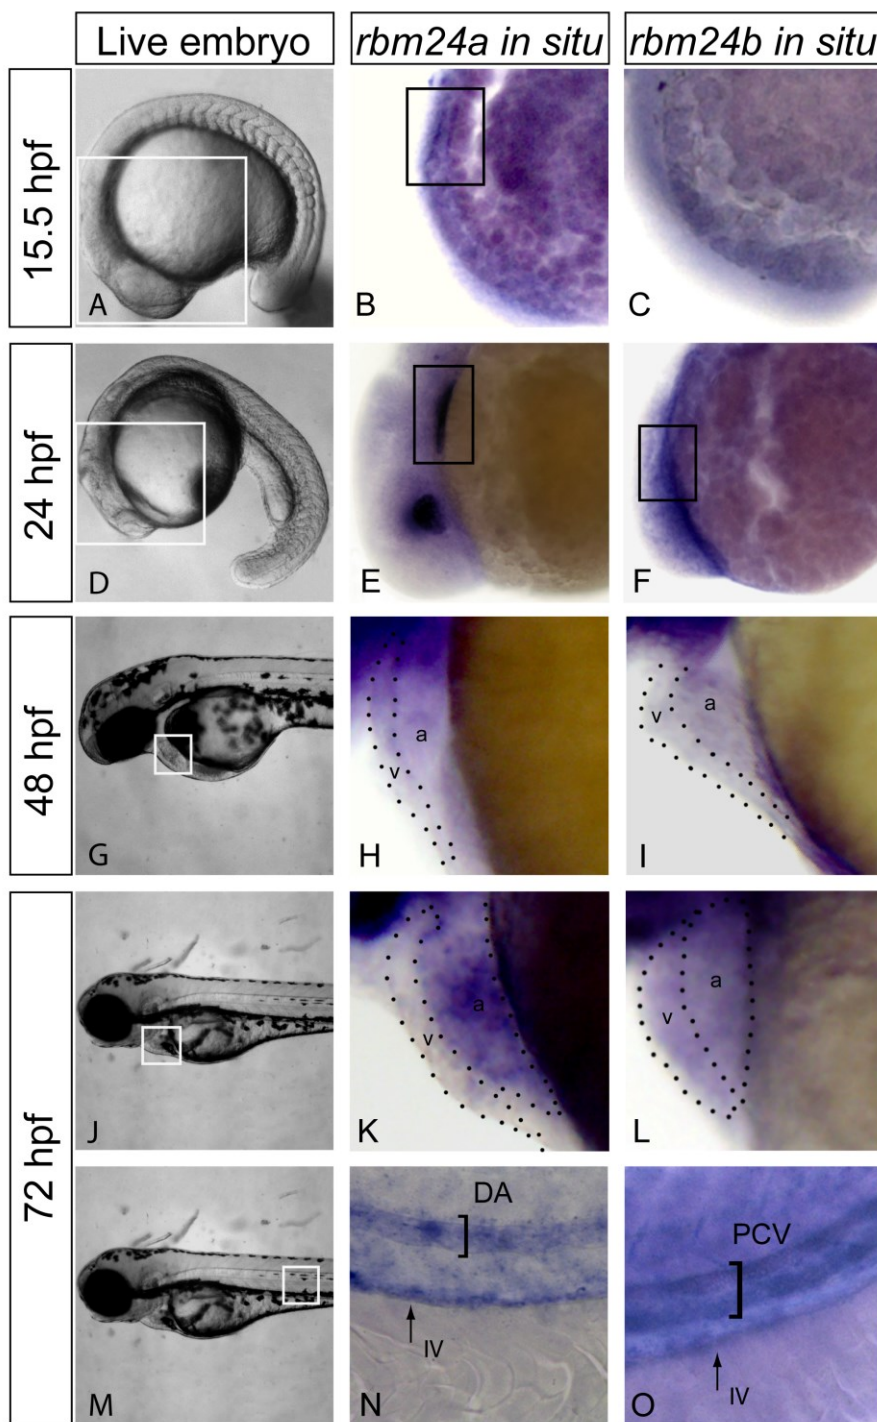 Live embryo
rbm24a in situ
rbm24b in situ
15.5 hpf
A
B
C
24 hpf
D
E
F
48 hpf
G
a
v
H
a
v
I
72 hpf
J
a
v
K
a
v
L
M
DA
IV
N
PCV
IV
O